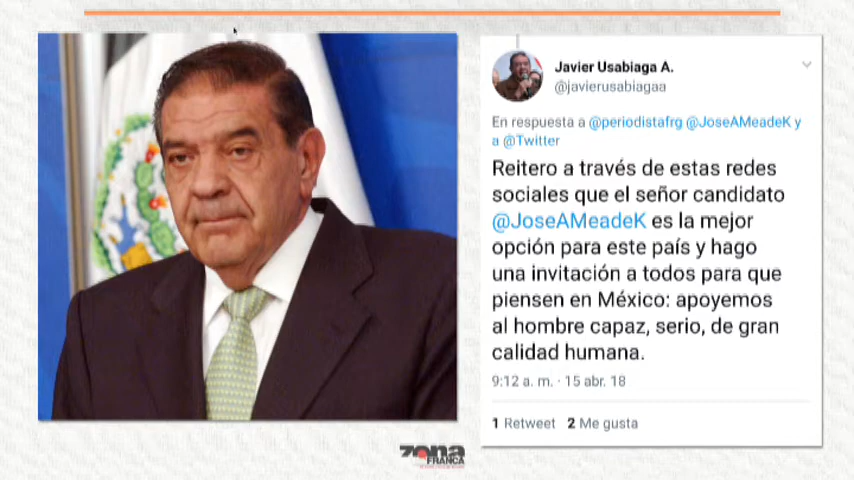 Javier Usabiaga A.
@javierusabiagaa
En respuesta a @periodistafrg @JoseAMeadeK y
a @Twitter
Reitero a través de estas redes
sociales que el señor candidato
@JoseAMeadeK es la mejor
opción para este país y hago
una invitación a todos para que
piensen en México: apoyemos
al hombre capaz, serio, de gran
calidad humana.
9:12 a. m. · 15 abr. 18
1 Retweet 2 Me gusta
ZONA
FRANCA